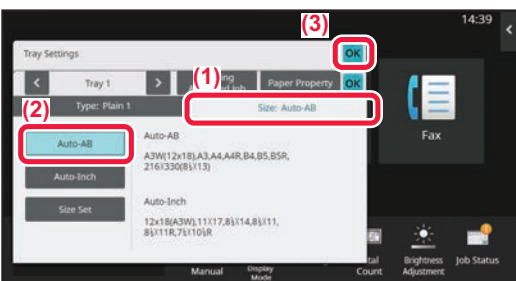 14:39
(3)
Tray Settings
OK
Tray 1
(1)
Paper Property
OK
(2)
Type: Plain 1
Size: Auto-AB
Auto-AB
Auto-AB
A3W(12x18),A3,A4,A4R,B4,B5,B5R,
216X330(8½X13)
Fax
Auto-Inch
Auto-Inch
Size Set
12x18(A3W),11X17,8½X14,8½X11,
8½X11R,7¼X10½R
Manual
Display
Mode
Count
Brightness
Adjustment
Job Status